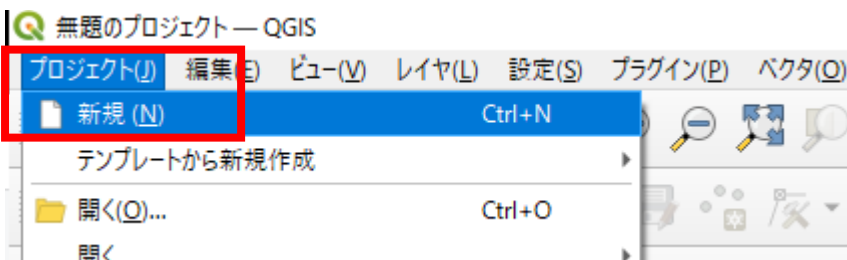 無題のプロジェクト — QGIS
プロジェクト(J) 編集(E) ビュー(V) レイヤ(L) 設定(S) プラグイン(P) ベクタ(O)
新規 (N) Ctrl+N
テンプレートから新規作成
開く(O)... Ctrl+O
開く